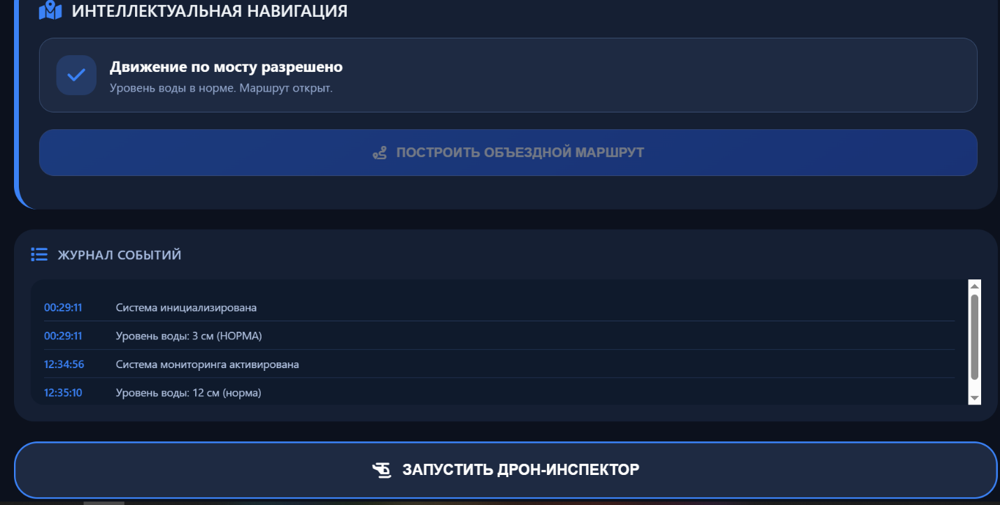 ИНТЕЛЛЕКТУАЛЬНАЯ НАВИГАЦИЯ
Движение по мосту разрешено
Уровень воды в норме. Маршрут открыт.
ПОСТРОИТЬ ОБЪЕЗДНОЙ МАРШРУТ
ЖУРНАЛ СОБЫТИЙ
00:29:11 Система инициализирована
00:29:11 Уровень воды: 3 см (НОРМА)
12:34:56 Система мониторинга активирована
12:35:10 Уровень воды: 12 см (норма)
ЗАПУСТИТЬ ДРОН-ИНСПЕКТОР